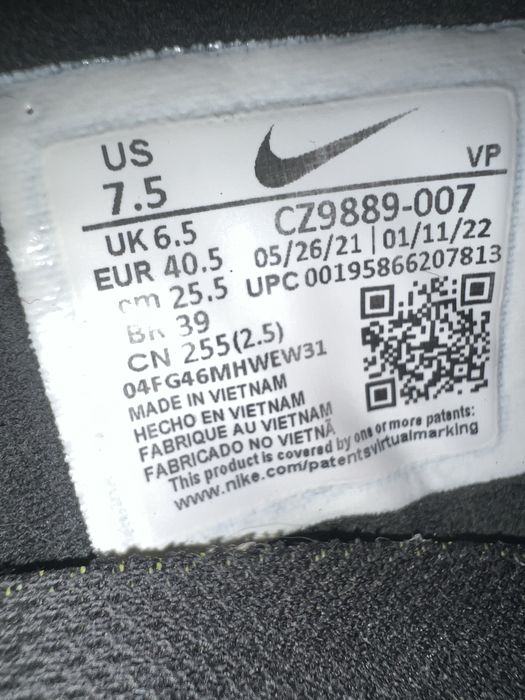 US
7.5
VP
UK 6.5
CZ9889-007
EUR 40.5
05/26/21 | 01/11/22
cm 25.5
UPC 00195866207813
BR 39
CN 255(2.5)
04FG46MHWEW31
MADE IN VIETNAM
HECHO EN VIETNAM
FABRIQUE AU VIETNAM
FABRICADO NO VIETNÃ
This product is covered by one or more patents:
www.nike.com/patentsvirtualmarking